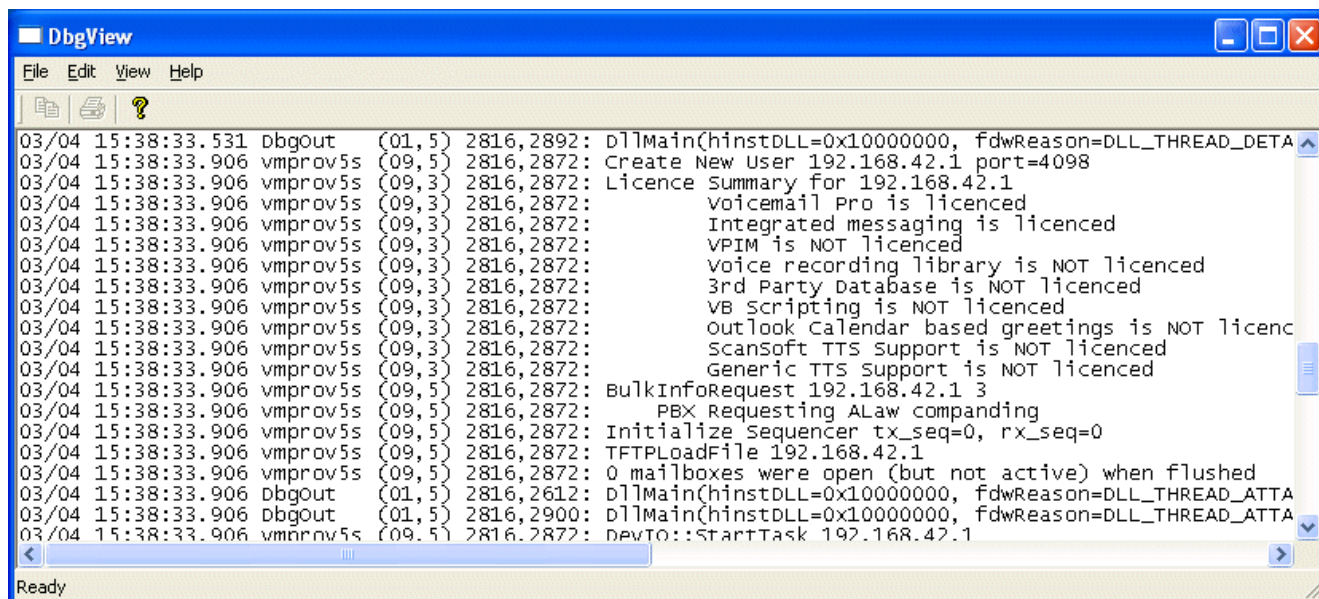 DbgView
File Edit View Help
03/04 15:38:33.531 DbgOut (01,5) 2816,2892: DllMain(hinstDLL=0x10000000, fdwReason=DLL_THREAD_DETA
03/04 15:38:33.906 vmprov5s (09,5) 2816,2872: Create New User 192.168.42.1 port=4098
03/04 15:38:33.906 vmprov5s (09,3) 2816,2872: Licence Summary for 192.168.42.1
03/04 15:38:33.906 vmprov5s (09,3) 2816,2872: Voicemail Pro is licenced
03/04 15:38:33.906 vmprov5s (09,3) 2816,2872: Integrated messaging is licenced
03/04 15:38:33.906 vmprov5s (09,3) 2816,2872: VPIM is NOT licenced
03/04 15:38:33.906 vmprov5s (09,3) 2816,2872: Voice recording library is NOT licenced
03/04 15:38:33.906 vmprov5s (09,3) 2816,2872: 3rd Party Database is NOT licenced
03/04 15:38:33.906 vmprov5s (09,3) 2816,2872: VB Scripting is NOT licenced
03/04 15:38:33.906 vmprov5s (09,3) 2816,2872: Outlook Calendar based greetings is NOT licenc
03/04 15:38:33.906 vmprov5s (09,3) 2816,2872: ScanSoft TTS Support is NOT licenced
03/04 15:38:33.906 vmprov5s (09,3) 2816,2872: Generic TTS Support is NOT licenced
03/04 15:38:33.906 vmprov5s (09,5) 2816,2872: BulkInfoRequest 192.168.42.1 3
03/04 15:38:33.906 vmprov5s (09,5) 2816,2872: PBX Requesting ALaw companding
03/04 15:38:33.906 vmprov5s (09,5) 2816,2872: Initialize Sequencer tx_seq=0, rx_seq=0
03/04 15:38:33.906 vmprov5s (09,5) 2816,2872: TFTPLoadFile 192.168.42.1
03/04 15:38:33.906 vmprov5s (09,5) 2816,2872: 0 mailboxes were open (but not active) when flushed
03/04 15:38:33.906 DbgOut (01,5) 2816,2612: DllMain(hinstDLL=0x10000000, fdwReason=DLL_THREAD_ATTA
03/04 15:38:33.906 DbgOut (01,5) 2816,2900: DllMain(hinstDLL=0x10000000, fdwReason=DLL_THREAD_ATTA
03/04 15:38:33.906 vmprov5s (09,5) 2816,2872: DevIO::StartTask 192.168.42.1
Ready